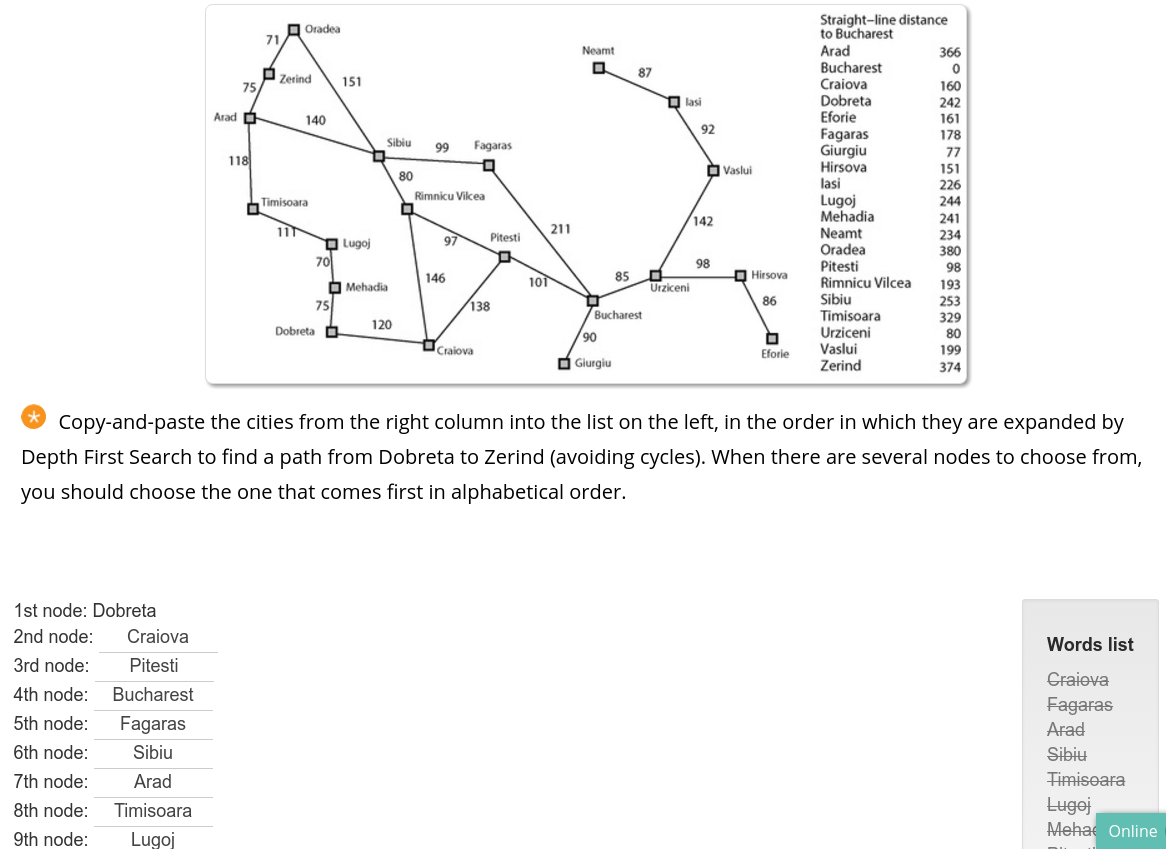 Oradea
71
Zerind
75
151
Arad
140
118
Sibiu
99
Fagaras
80
Rimnicu Vilcea
Timisoara
111
Lugoj
70
Mehadia
75
Dobreta
120
Craiova
146
97
Pitesti
138
101
211
Bucharest
90
Giurgiu
85
Urziceni
98
Hirsova
86
Eforie
142
Vaslui
92
Iasi
87
Neamt
Straight–line distance
to Bucharest
Arad 366
Bucharest 0
Craiova 160
Dobreta 242
Eforie 161
Fagaras 178
Giurgiu 77
Hirsova 151
Iasi 226
Lugoj 244
Mehadia 241
Neamt 234
Oradea 380
Pitesti 98
Rimnicu Vilcea 193
Sibiu 253
Timisoara 329
Urziceni 80
Vaslui 199
Zerind 374
* Copy-and-paste the cities from the right column into the list on the left, in the order in which they are expanded by
Depth First Search to find a path from Dobreta to Zerind (avoiding cycles). When there are several nodes to choose from,
you should choose the one that comes first in alphabetical order.
1st node: Dobreta
2nd node: Craiova
3rd node: Pitesti
4th node: Bucharest
5th node: Fagaras
6th node: Sibiu
7th node: Arad
8th node: Timisoara
9th node: Lugoj
Words list
Craiova
Fagaras
Arad
Sibiu
Timisoara
Lugoj
Online